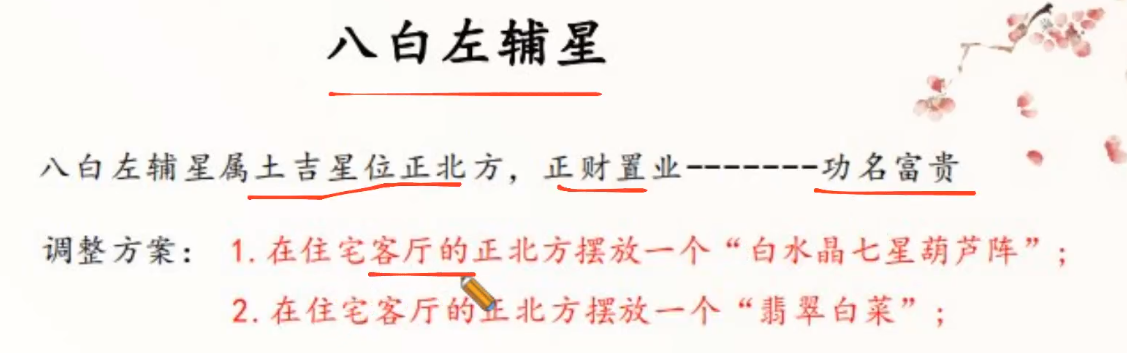 八白左辅星
八白左辅星属土吉星位正北方，正财置业-------功名富贵
调整方案：1.在住宅客厅的正北方摆放一个“白水晶七星葫芦阵”；
2.在住宅客厅的正北方摆放一个“翡翠白菜”；